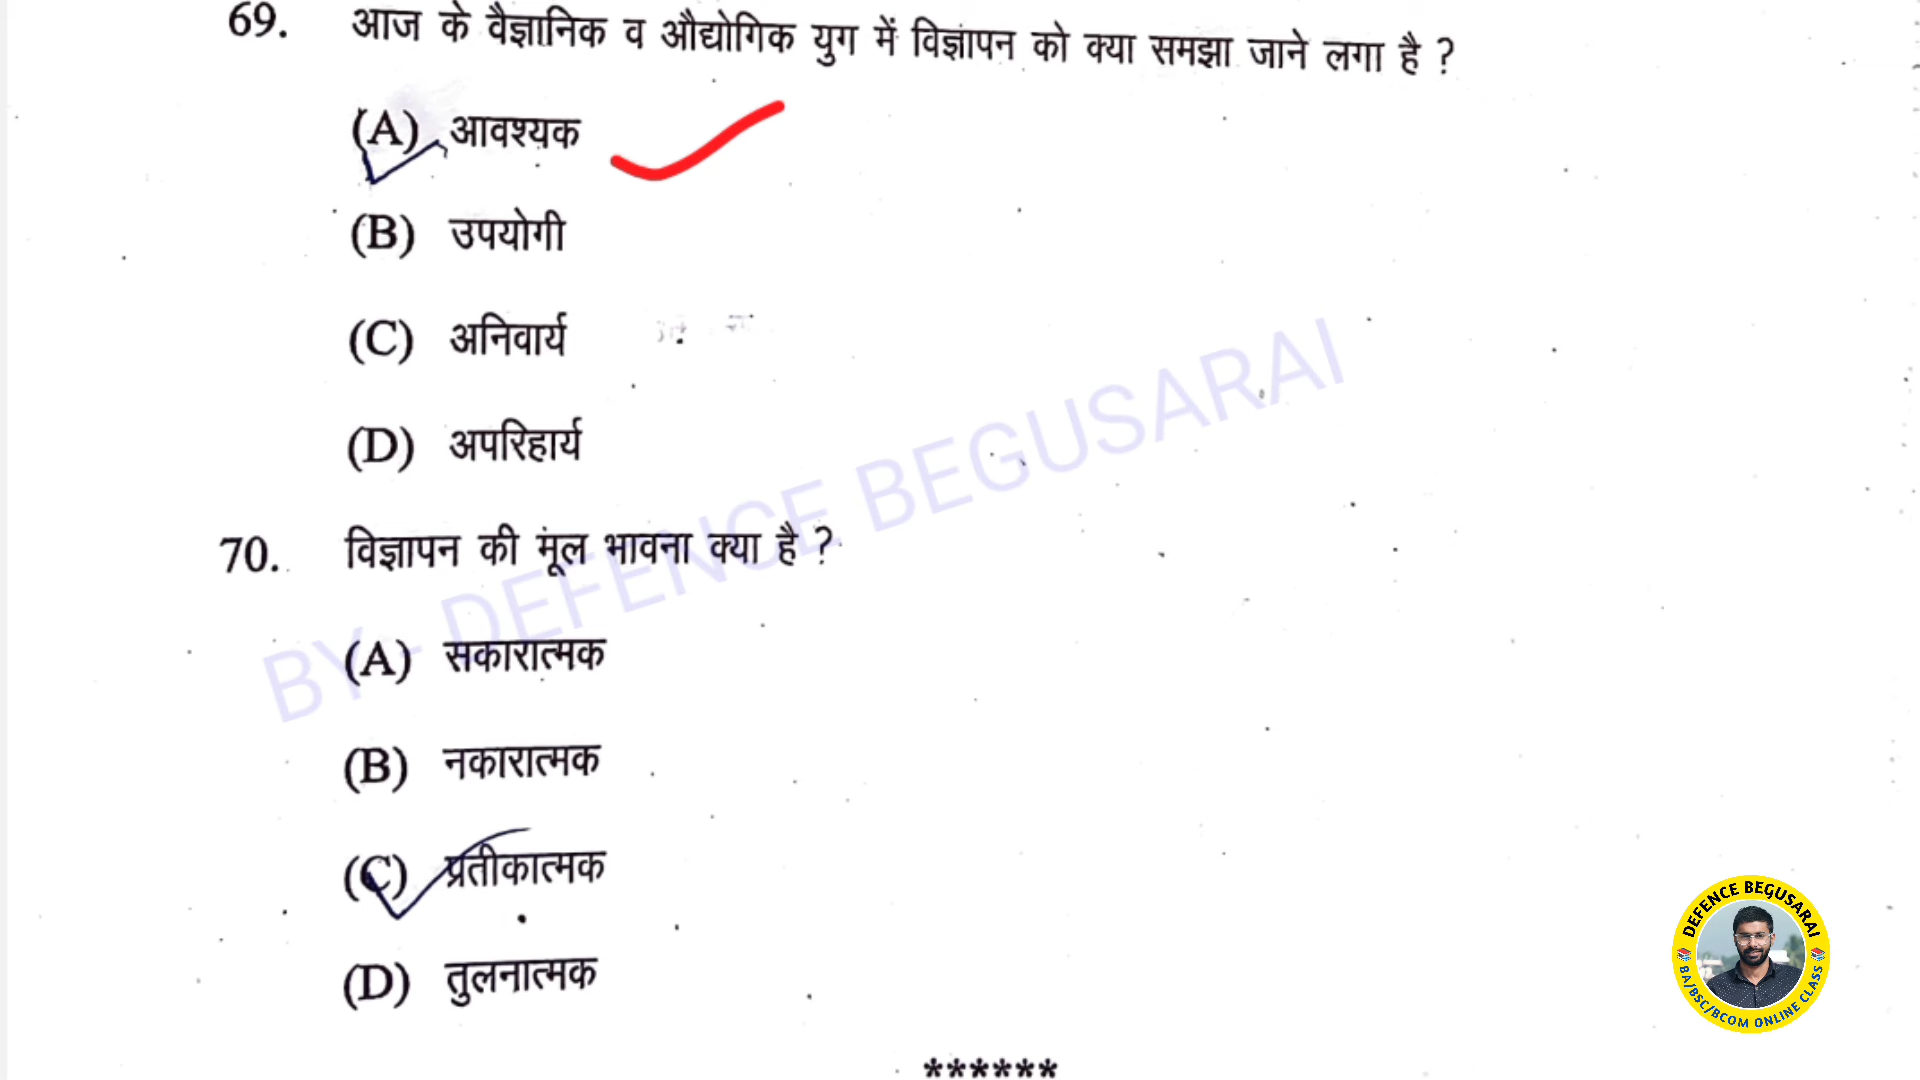 69. आज के वैज्ञानिक व औद्योगिक युग में विज्ञापन को क्या समझा जाने लगा है ?
(A) आवश्यक
(B) उपयोगी
(C) अनिवार्य
(D) अपरिहार्य
70. विज्ञापन की मूल भावना क्या है ?
(A) सकारात्मक
(B) नकारात्मक
(C) प्रतीकात्मक
(D) तुलनात्मक
******
BY - DEFENCE BEGUSARAI
DEFENCE BEGUSARAI
BA/BSC/BCOM ONLINE CLASS